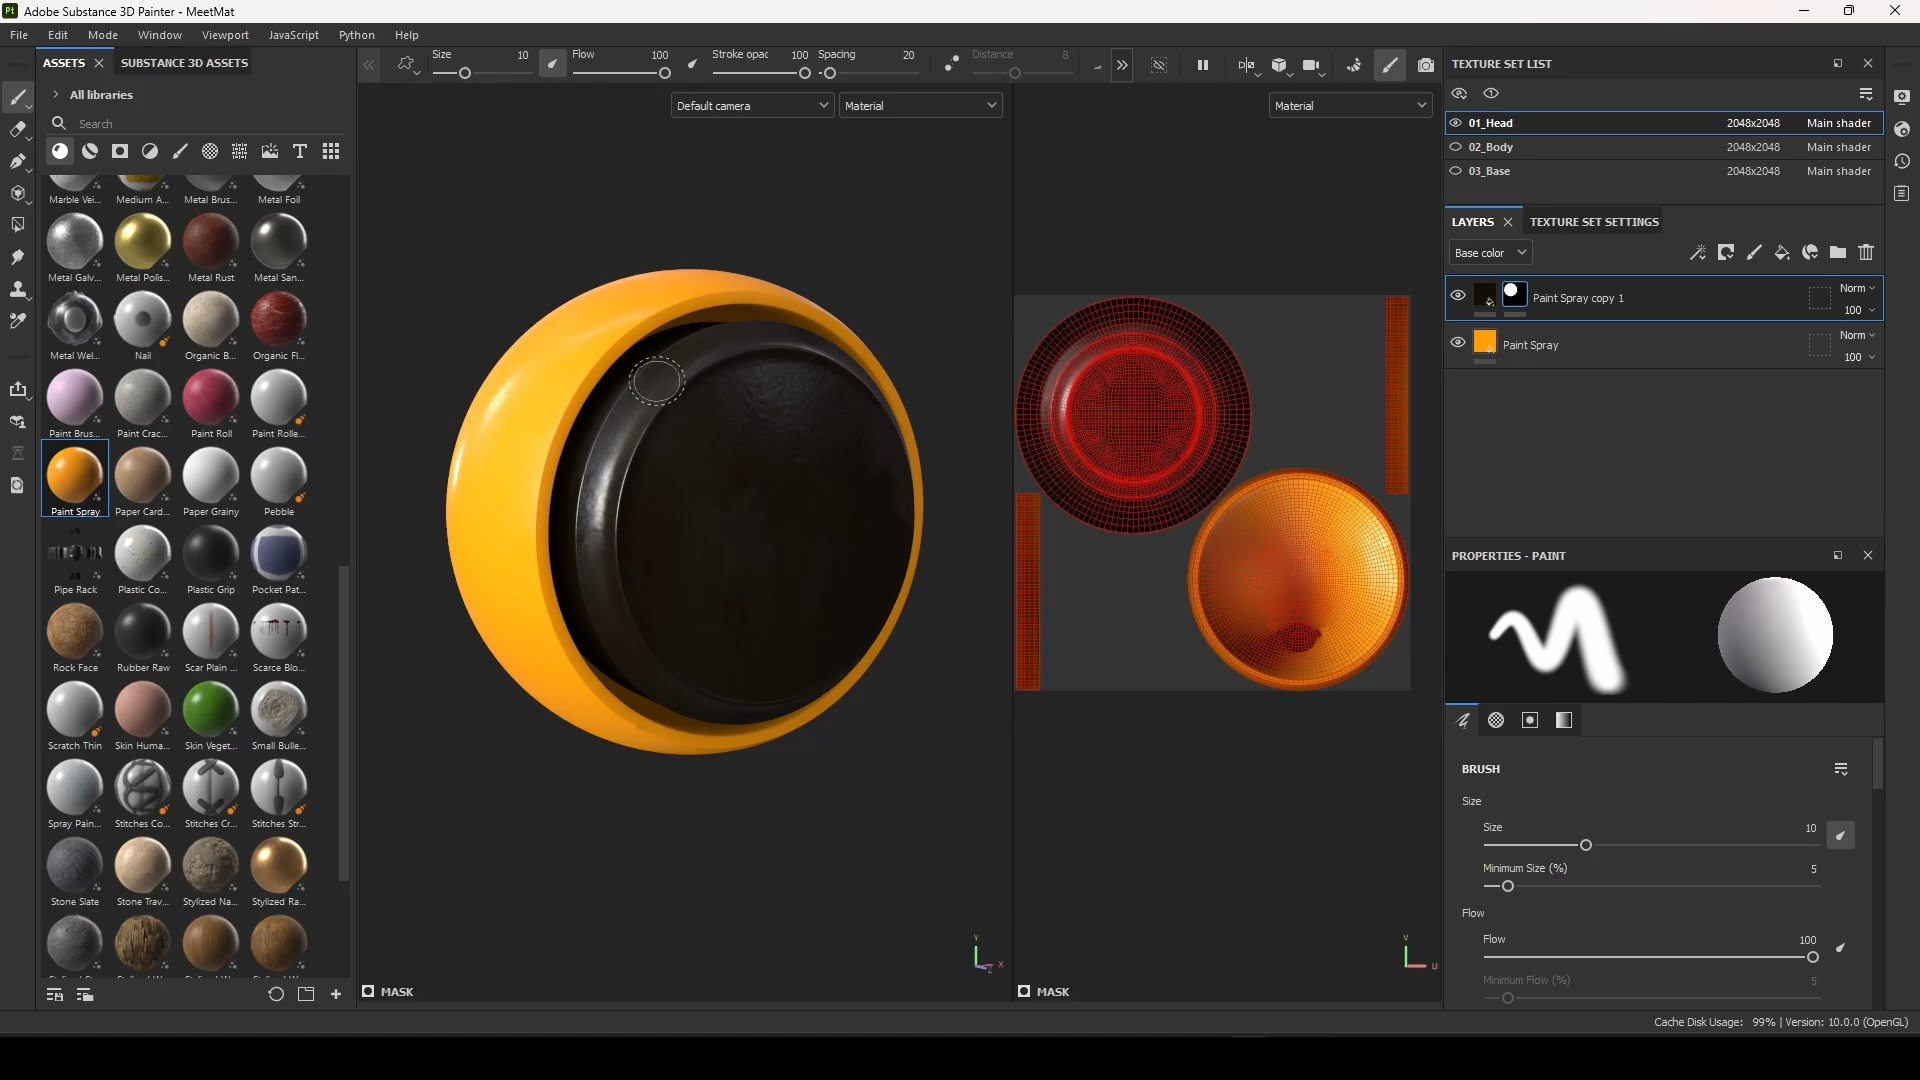 Pt Adobe Substance 3D Painter - MeetMat
File Edit Mode Window Viewport JavaScript Python Help
ASSETS SUBSTANCE 3D ASSETS
Size 10 Flow 100 Stroke opac 100 Spacing 20 Distance 8
TEXTURE SET LIST
All libraries
Search
Default camera Material Material
01_Head 2048x2048 Main shader
02_Body 2048x2048 Main shader
03_Base 2048x2048 Main shader
Marble Vei... Medium A... Metal Brus... Metal Foil
Metal Galv... Metal Polis... Metal Rust Metal San...
Metal Wel... Nail Organic B... Organic Fl...
Paint Brus... Paint Crac... Paint Roll Paint Rolle...
Paint Spray Paper Card... Paper Grainy Pebble
Pipe Rack Plastic Co... Plastic Grip Pocket Pat...
Rock Face Rubber Raw Scar Plain ... Scarce Blo...
Scratch Thin Skin Huma... Skin Veget... Small Bulle...
Spray Pain... Stitches Co... Stitches Cr... Stitches Str...
Stone Slate Stone Trav... Stylized Na... Stylized Ra...
LAYERS TEXTURE SET SETTINGS
Base color
Paint Spray copy 1 Norm 100
Paint Spray Norm 100
PROPERTIES - PAINT
BRUSH
Size
Size 10
Minimum Size (%) 5
Flow
Flow 100
Minimum Flow (%) 5
Y X Z
V U
MASK MASK
Cache Disk Usage: 99% | Version: 10.0.0 (OpenGL)